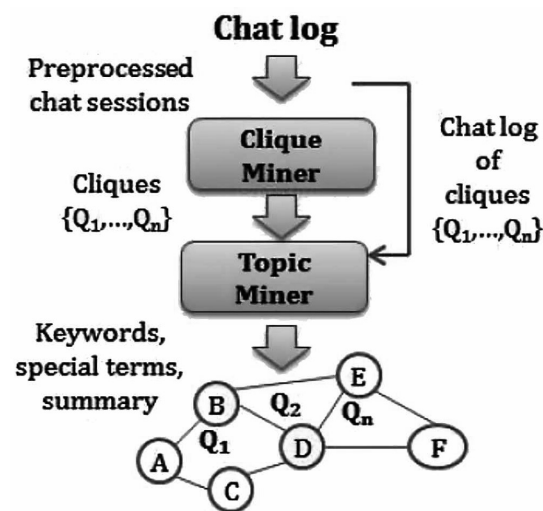 Chat log
Preprocessed
chat sessions
Clique
Miner
Chat log
of
cliques
{Q₁,...,Qₙ}
Cliques
{Q₁,...,Qₙ}
Topic
Miner
Keywords,
special terms,
summary
B
E
Q₂
Qₙ
Q₁
D
F
A
C